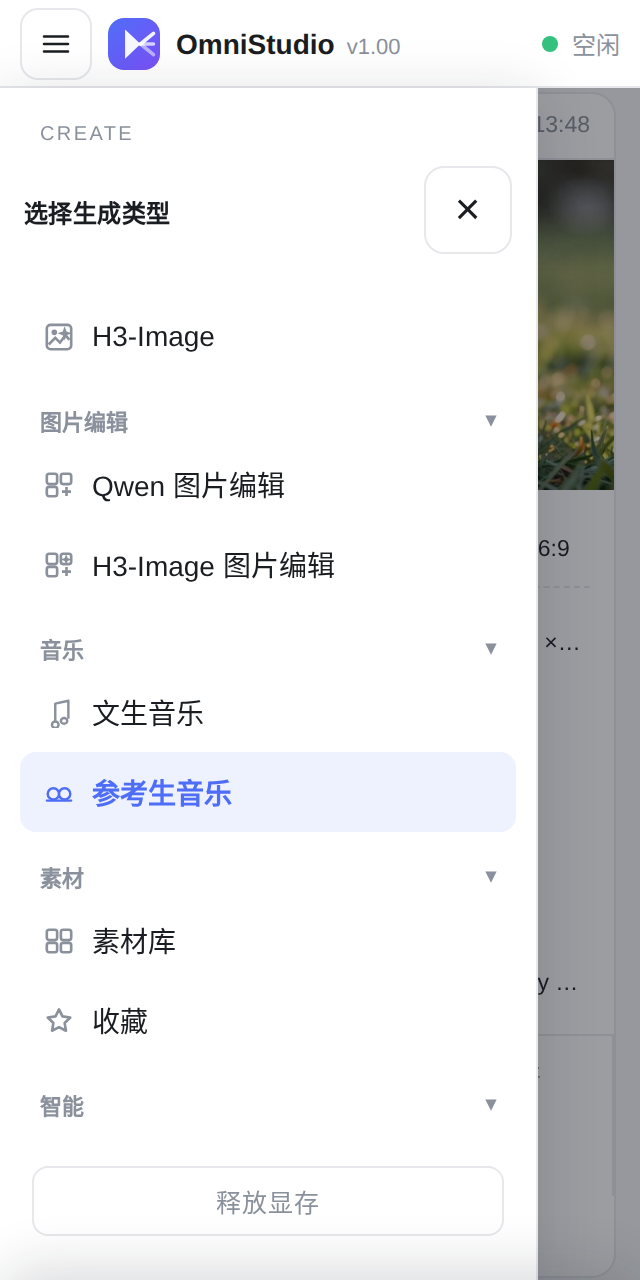 OmniStudio v1.00
空闲
13:48
CREATE
选择生成类型
H3-Image
图片编辑
Qwen 图片编辑
6:9
H3-Image 图片编辑
音乐
×...
文生音乐
参考生音乐
素材
素材库
y ...
收藏
智能
释放显存